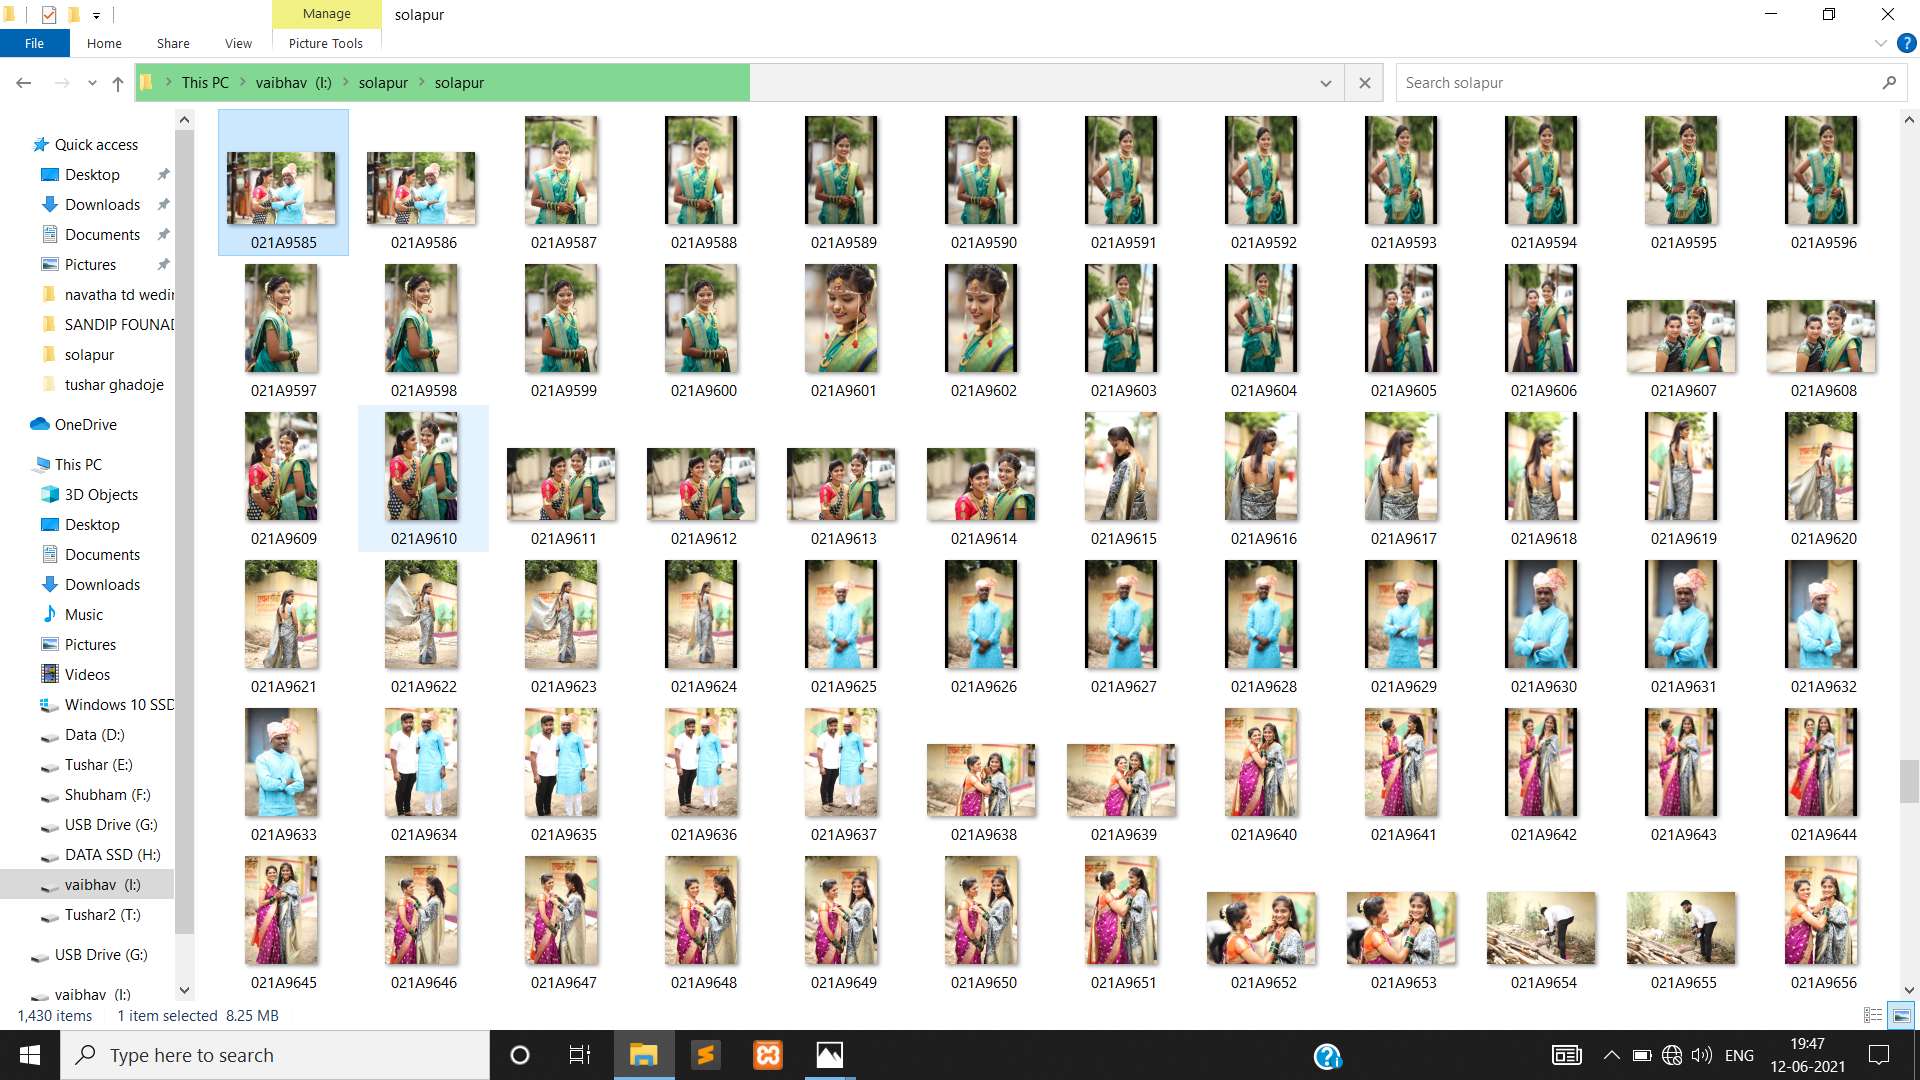 Manage
solapur
File
Home
Share
View
Picture Tools
?
This PC
vaibhav (I:)
solapur
solapur
Search solapur
Quick access
Desktop
Downloads
Documents
Pictures
navatha td wedin
SANDIP FOUNAD
solapur
tushar ghadoje
OneDrive
This PC
3D Objects
Desktop
Documents
Downloads
Music
Pictures
Videos
Windows 10 SSD
Data (D:)
Tushar (E:)
Shubham (F:)
USB Drive (G:)
DATA SSD (H:)
vaibhav (I:)
Tushar2 (T:)
USB Drive (G:)
vaibhav (I:)
021A9585 021A9586 021A9587 021A9588 021A9589 021A9590 021A9591 021A9592 021A9593 021A9594 021A9595 021A9596
021A9597 021A9598 021A9599 021A9600 021A9601 021A9602 021A9603 021A9604 021A9605 021A9606 021A9607 021A9608
021A9609 021A9610 021A9611 021A9612 021A9613 021A9614 021A9615 021A9616 021A9617 021A9618 021A9619 021A9620
021A9621 021A9622 021A9623 021A9624 021A9625 021A9626 021A9627 021A9628 021A9629 021A9630 021A9631 021A9632
021A9633 021A9634 021A9635 021A9636 021A9637 021A9638 021A9639 021A9640 021A9641 021A9642 021A9643 021A9644
021A9645 021A9646 021A9647 021A9648 021A9649 021A9650 021A9651 021A9652 021A9653 021A9654 021A9655 021A9656
1,430 items 1 item selected 8.25 MB
Type here to search
ENG
19:47
12-06-2021